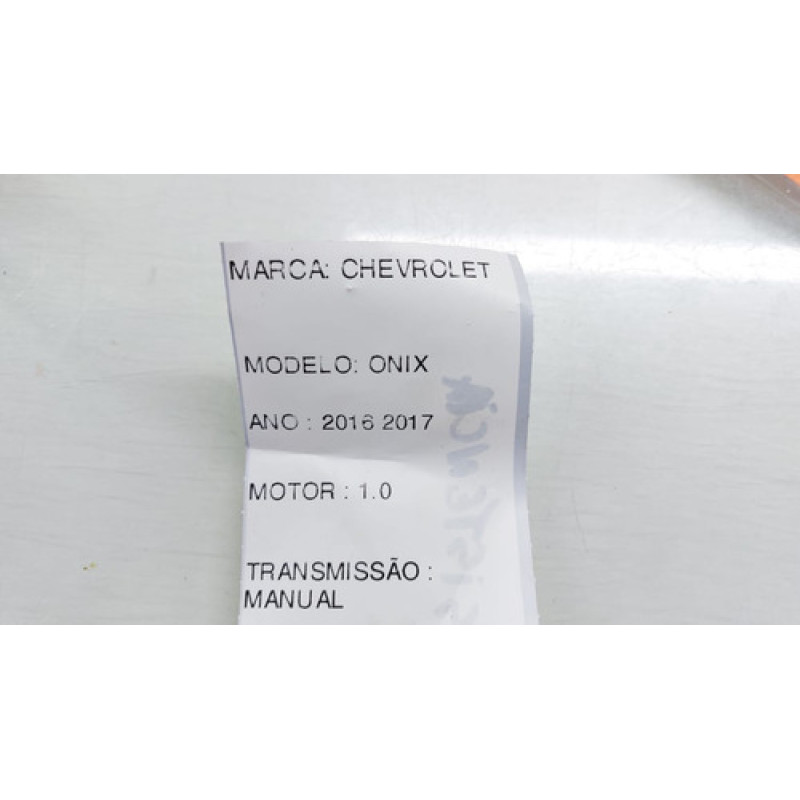 MARCA: CHEVROLET
MODELO: ONIX
ANO : 2016 2017
MOTOR : 1.0
TRANSMISSÃO :
MANUAL